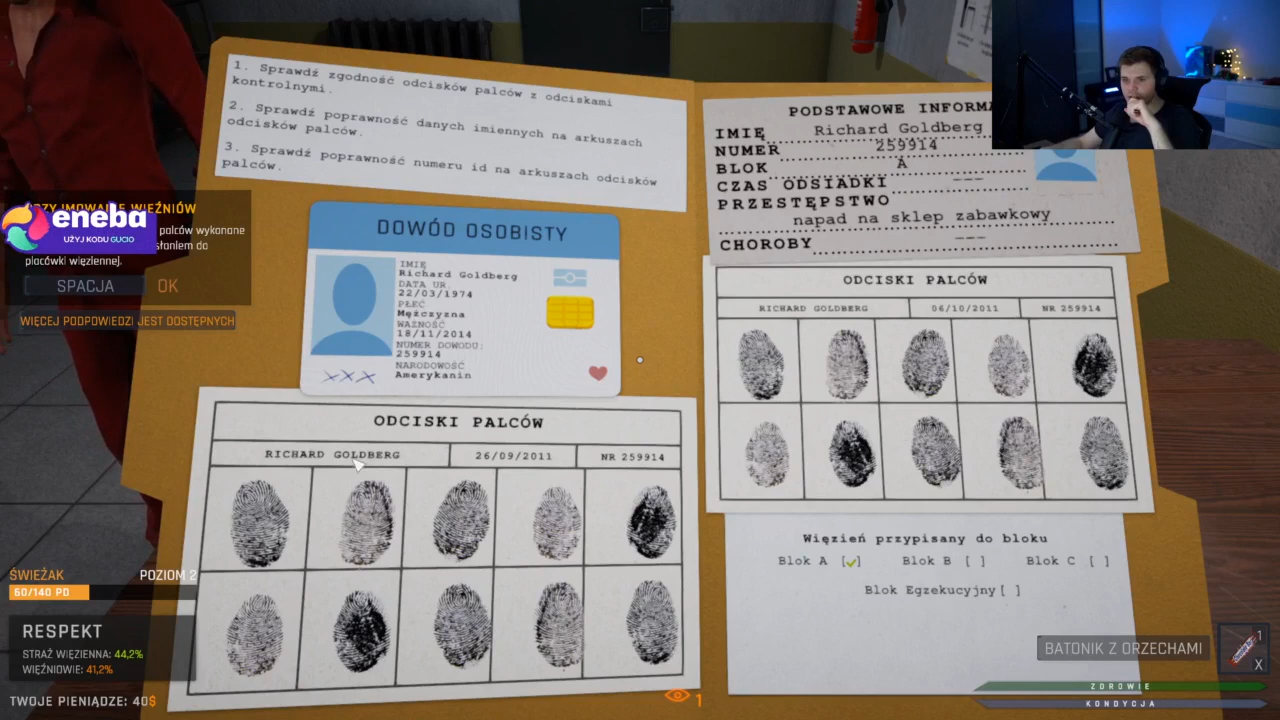 1. Sprawdź zgodność odcisków palców z odciskami
kontrolnymi.
2. Sprawdź poprawność danych imiennych na arkuszach
odcisków palców.
3. Sprawdź poprawność numeru id na arkuszach odcisków
palców.
PODSTAWOWE INFORMA
IMIĘ Richard Goldberg
NUMER 259914
BLOK A
CZAS ODSIADKI ---
PRZESTĘPSTWO
napad na sklep zabawkowy
CHOROBY ---
WIĘŹNIÓW
eneba
UŻYJ KODU GUCIO
palców wykonane
słaniem do
placówki więziennej.
SPACJA OK
WIĘCEJ PODPOWIEDZI JEST DOSTĘPNYCH
DOWÓD OSOBISTY
IMIĘ
Richard Goldberg
DATA UR.
22/03/1974
PŁEĆ
Mężczyzna
WAŻNOŚĆ
18/11/2014
NUMER DOWODU:
259914
NARODOWOŚĆ
Amerykanin
XXX
ODCISKI PALCÓW
RICHARD GOLDBERG 06/10/2011 NR 259914
ODCISKI PALCÓW
RICHARD GOLDBERG 26/09/2011 NR 259914
Więzień przypisany do bloku
Blok A [✓] Blok B [ ] Blok C [ ]
Blok Egzekucyjny[ ]
ŚWIEŻAK POZIOM 2
60/140 PD
RESPEKT
STRAŻ WIĘZIENNA: 44,2%
WIĘŹNIOWIE: 41,2%
TWOJE PIENIĄDZE: 40$
1
BATONIK Z ORZECHAMI
1
X
ZDROWIE
KONDYCJA